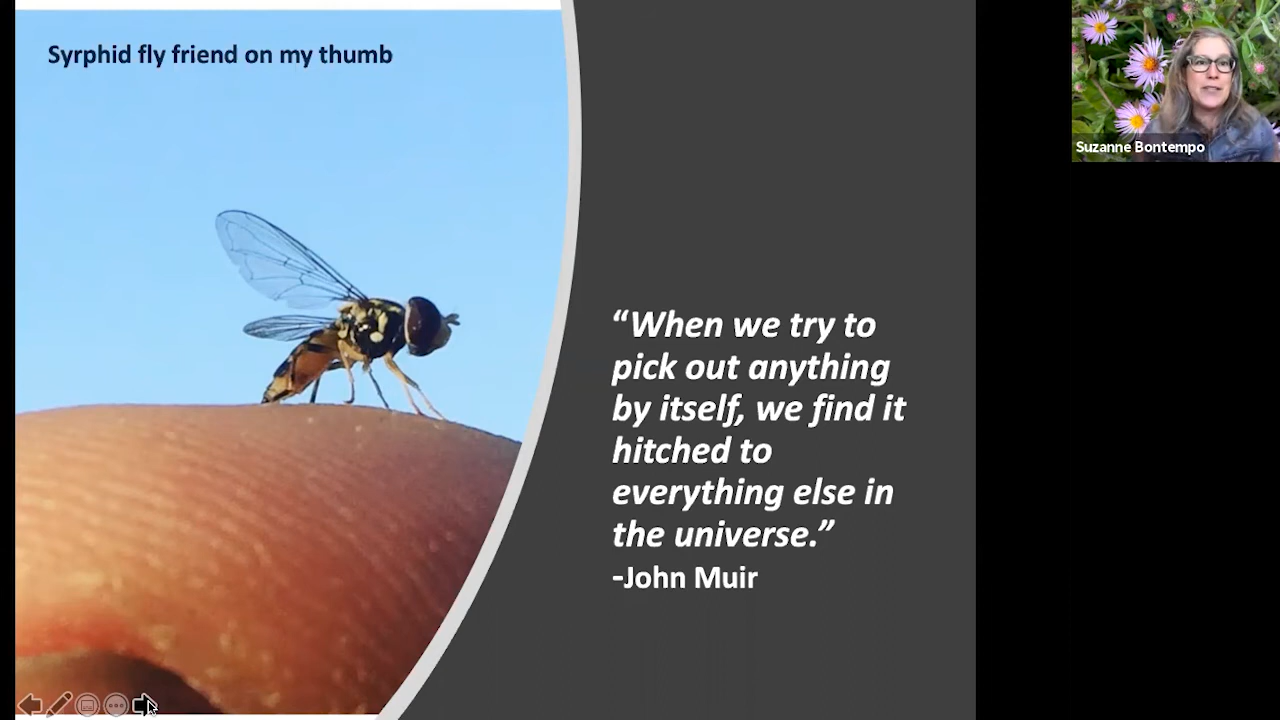 Syrphid fly friend on my thumb
“When we try to
pick out anything
by itself, we find it
hitched to
everything else in
the universe.”
-John Muir
Suzanne Bontempo